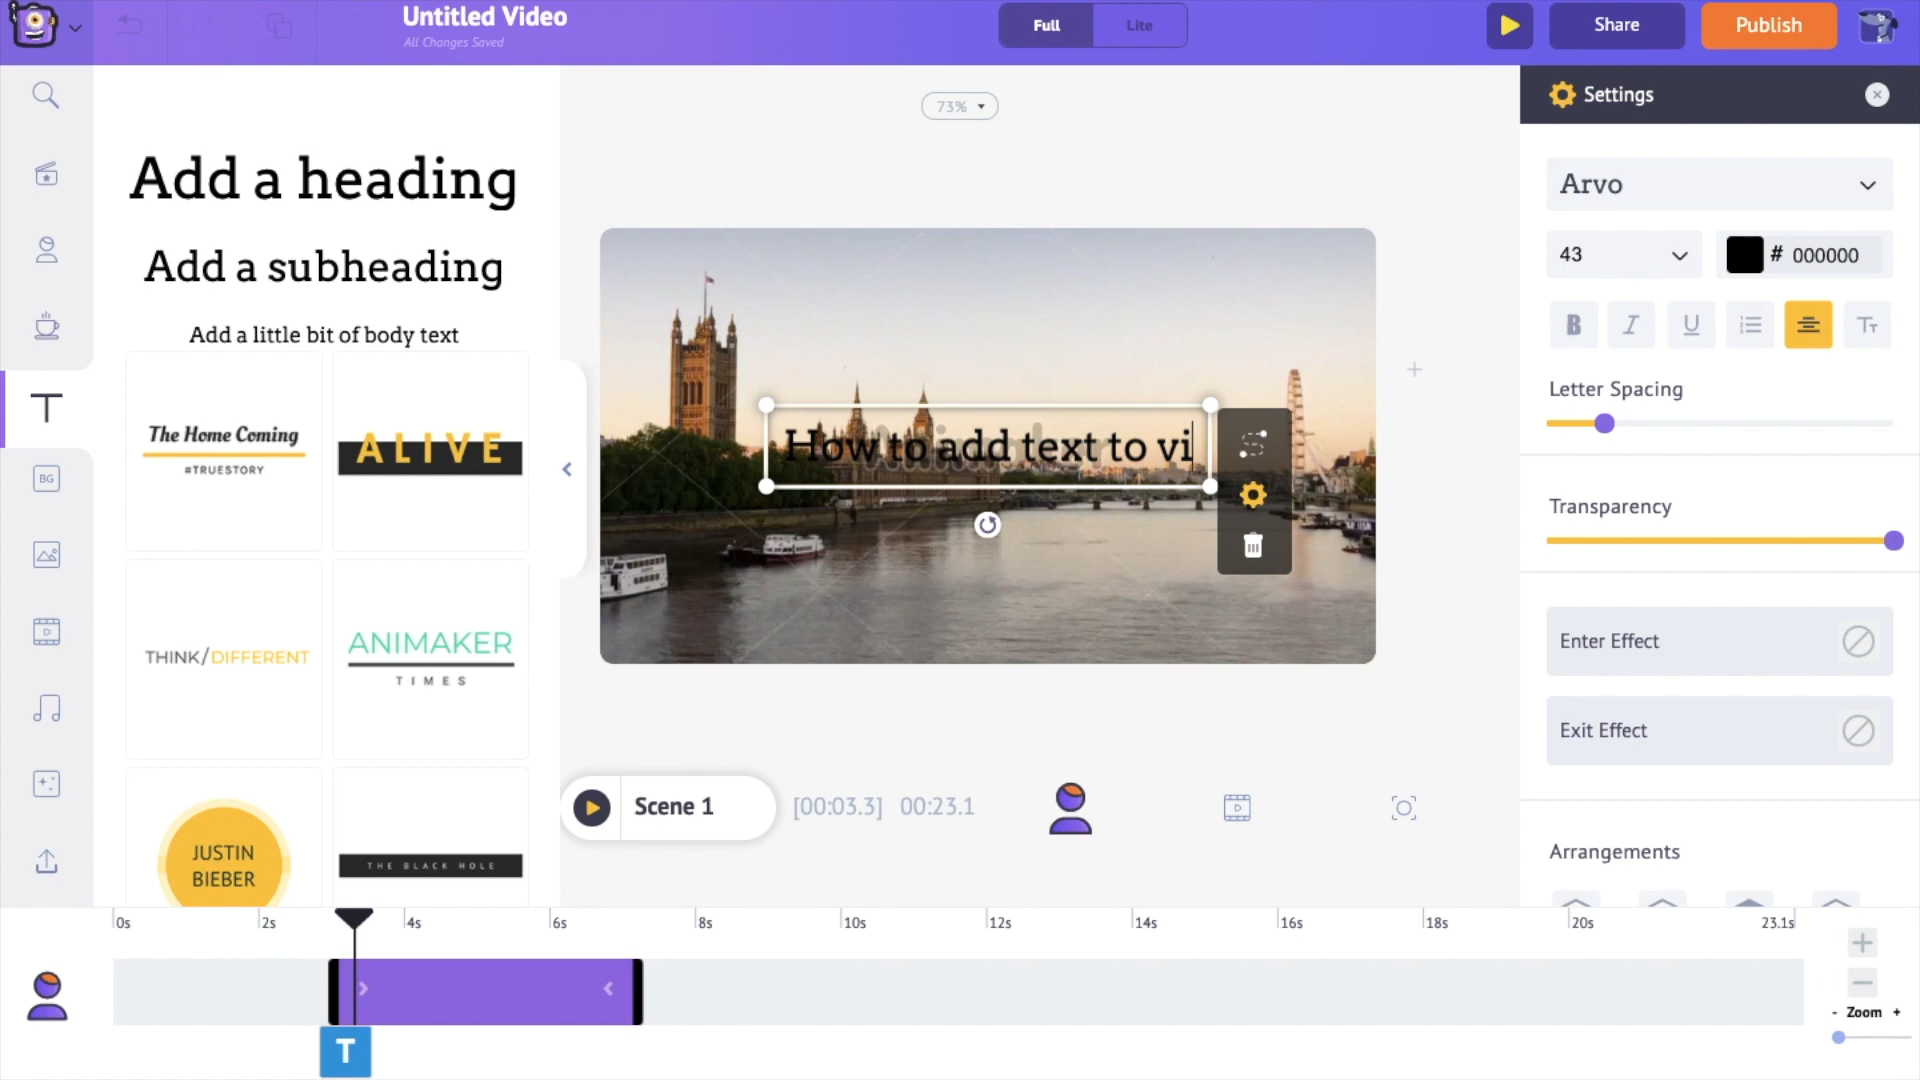 Untitled Video
All Changes Saved
Full
Lite
Share
Publish
73%
Settings
Add a heading
Add a subheading
Add a little bit of body text
The Home Coming
#TRUESTORY
ALIVE
THINK/DIFFERENT
ANIMAKER
TIMES
JUSTIN
BIEBER
THE BLACK HOLE
T
BG
How to add text to vi
Arvo
43
# 000000
B
I
U
Tт
Letter Spacing
Transparency
Enter Effect
Exit Effect
Arrangements
Scene 1
[00:03.3]
00:23.1
0s
2s
4s
6s
8s
10s
12s
14s
16s
18s
20s
23.1s
- Zoom +
T